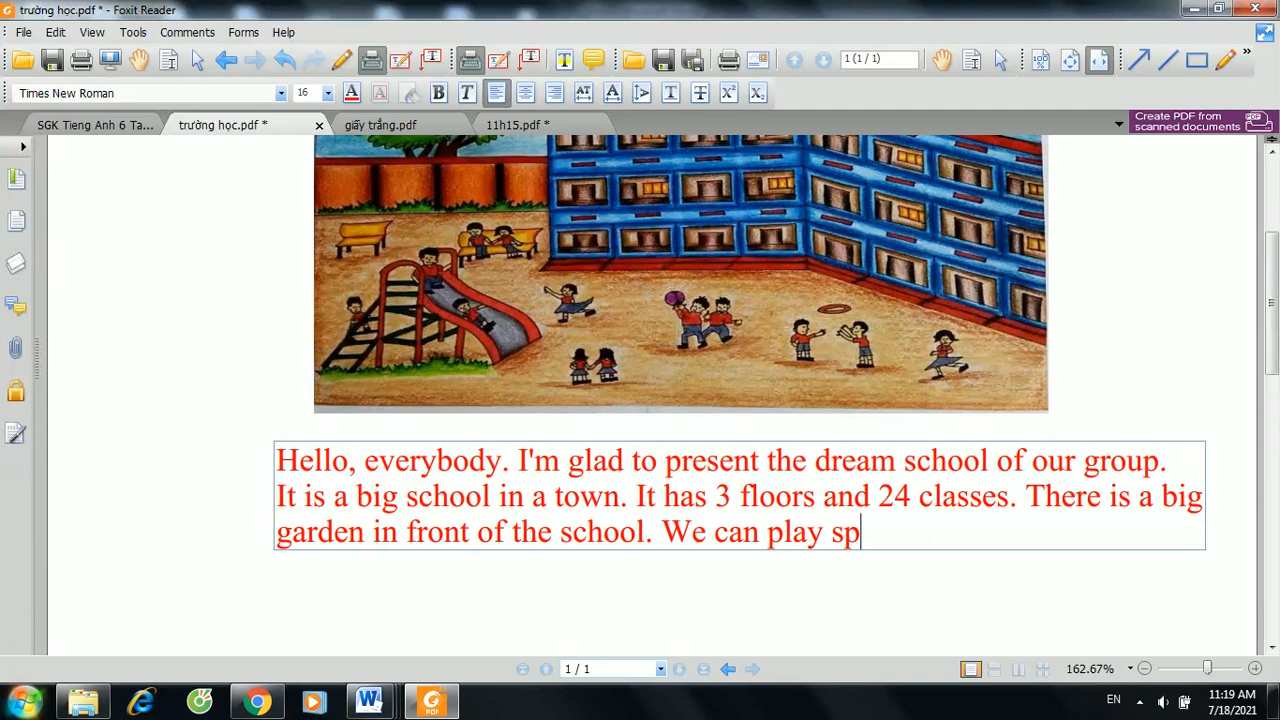 trường học.pdf * - Foxit Reader
File Edit View Tools Comments Forms Help
1 (1 / 1)
Times New Roman 16
SGK Tieng Anh 6 Ta... trường học.pdf * giấy trắng.pdf 11h15.pdf *
Create PDF from
scanned documents
Hello, everybody. I'm glad to present the dream school of our group.
It is a big school in a town. It has 3 floors and 24 classes. There is a big
garden in front of the school. We can play sp
1 / 1 162.67%
EN 11:19 AM
7/18/2021